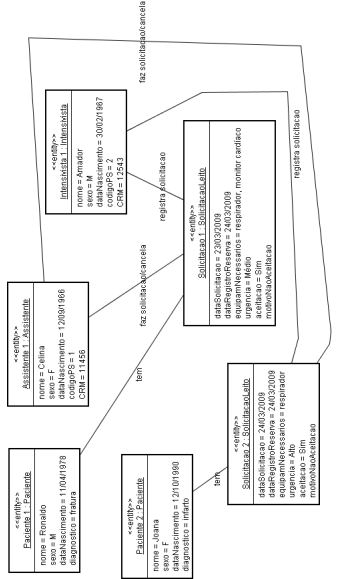 <<entity>>
Paciente 1 : Paciente
nome = Ronaldo
sexo = M
dataNascimento = 11/04/1978
diagnostico = fratura
<<entity>>
Assistente 1 : Assistente
nome = Celina
sexo = F
dataNascimento = 12/09/1966
codigoPS = 1
CRM = 11456
<<entity>>
Intensivista 1 : Intensivista
nome = Amador
sexo = M
dataNascimento = 30/02/1967
codigoPS = 2
CRM = 12543
faz solicitacao/cancela
<<entity>>
Paciente 2 : Paciente
nome = Joana
sexo = F
dataNascimento = 12/10/1990
diagnostico = infarto
tem
faz solicitacao/cancela
registra solicitacao
<<entity>>
Solicitacao 1 : SolicitacaoLeito
dataSolicitacao = 23/03/2009
dataRegistroReserva = 24/03/2009
equipamNecessarios = respirador, monitor cardiaco
urgencia = Médio
aceitacao = Sim
motivoNaoAceitacao
tem
<<entity>>
Solicitacao 2 : SolicitacaoLeito
dataSolicitacao = 24/03/2009
dataRegistroReserva = 24/03/2009
equipamNecessarios = respirador
urgencia = Alto
aceitacao = Sim
motivoNaoAceitacao
registra solicitacao